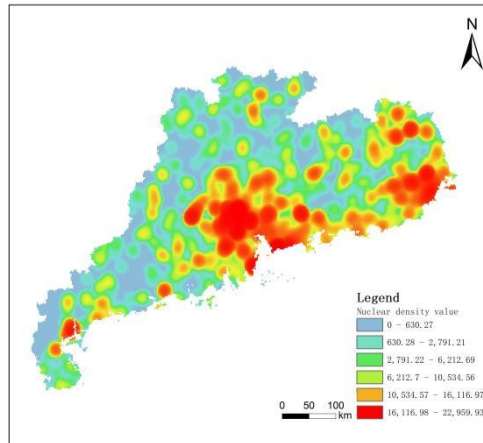 N
Legend
Nuclear density value
0 - 630.27
630.28 - 2,791.21
2,791.22 - 6,212.69
6,212.7 - 10,534.56
10,534.57 - 16,116.97
16,116.98 - 22,959.93
0 50 100
km